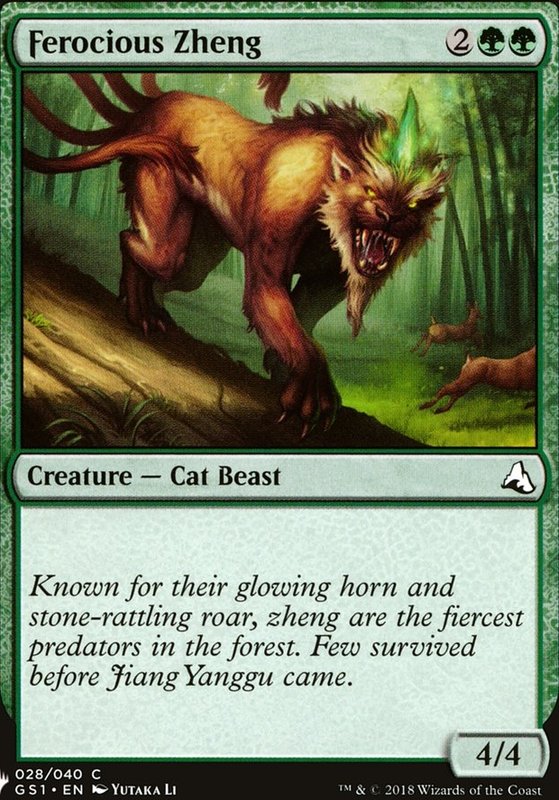 Ferocious Zheng 2
Creature — Cat Beast
Known for their glowing horn and
stone-rattling roar, zheng are the fiercest
predators in the forest. Few survived
before Jiang Yanggu came.
4/4
028/040 C
GS1 • EN Yutaka Li
™ & © 2018 Wizards of the Coast